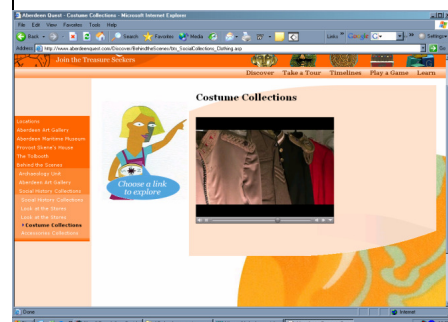 Aberdeen Quest - Costume Collections - Microsoft Internet Explorer
File Edit View Favorites Tools Help
Back Search Favorites Media Links Google Settings
Address http://www.aberdeenquest.com/Discover/BehindtheScenes/bts_SocialCollections_Clothing.asp Go
Join the Treasure Seekers
Discover Take a Tour Timelines Play a Game Learn
Costume Collections
Locations
Aberdeen Art Gallery
Aberdeen Maritime Museum
Provost Skene's House
The Tolbooth
Behind the Scenes
Archaeology Unit
Aberdeen Art Gallery
Social History Collections
Social History Collections
Look at the Stores
Look at the Stores
Costume Collections
Accessories Collections
Choose a link
to explore
Done Internet